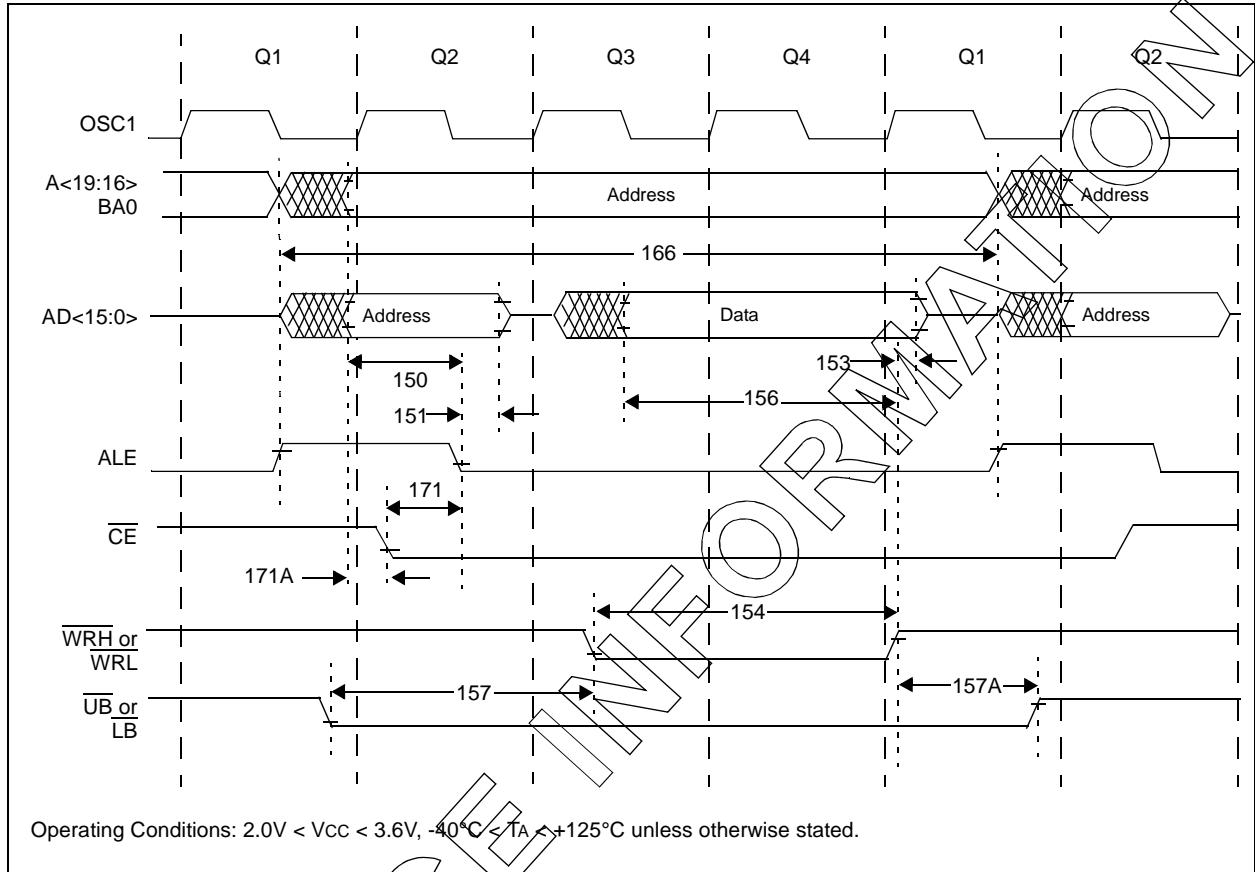 Q1 Q2 Q3 Q4 Q1 Q2
OSC1
A<19:16>
BA0
Address
Address
166
AD<15:0>
Address
Data
Address
153
150
156
151
ALE
171
CE
171A
154
WRH or
WRL
157
157A
UB or
LB
Operating Conditions: 2.0V < VCC < 3.6V, -40°C < TA < +125°C unless otherwise stated.
CE INFORMATION